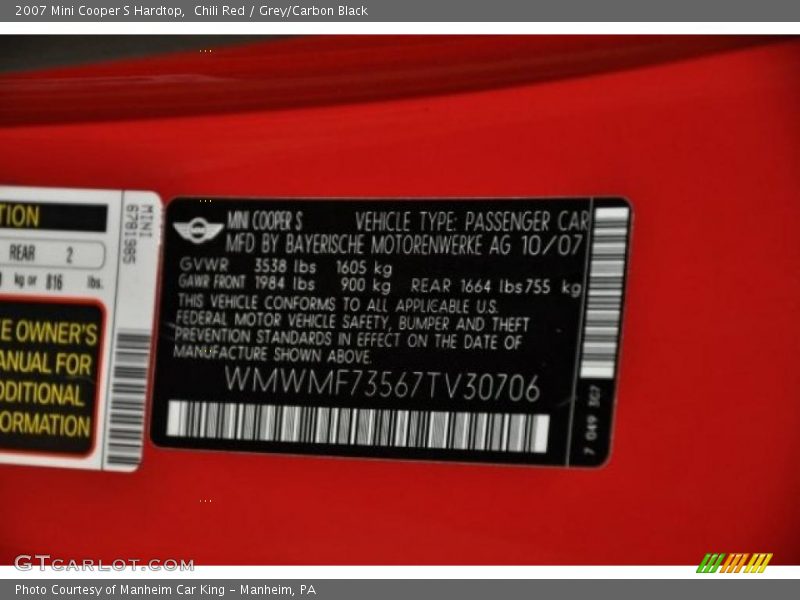 2007 Mini Cooper S Hardtop,  Chili Red / Grey/Carbon Black
TION
REAR 2
kg or 816 lbs.
E OWNER'S
ANUAL FOR
DDITIONAL
FORMATION
MINI
6781985
MINI COOPER S VEHICLE TYPE: PASSENGER CAR
MFD BY BAYERISCHE MOTORENWERKE AG 10/07
GVWR 3538 lbs 1605 kg
GAWR FRONT 1984 lbs 900 kg REAR 1664 lbs 755 kg
THIS VEHICLE CONFORMS TO ALL APPLICABLE U.S.
FEDERAL MOTOR VEHICLE SAFETY, BUMPER AND THEFT
PREVENTION STANDARDS IN EFFECT ON THE DATE OF
MANUFACTURE SHOWN ABOVE.
WMWMF73567TV30706
7 049 367
GTCARLOT.COM
Photo Courtesy of Manheim Car King - Manheim, PA